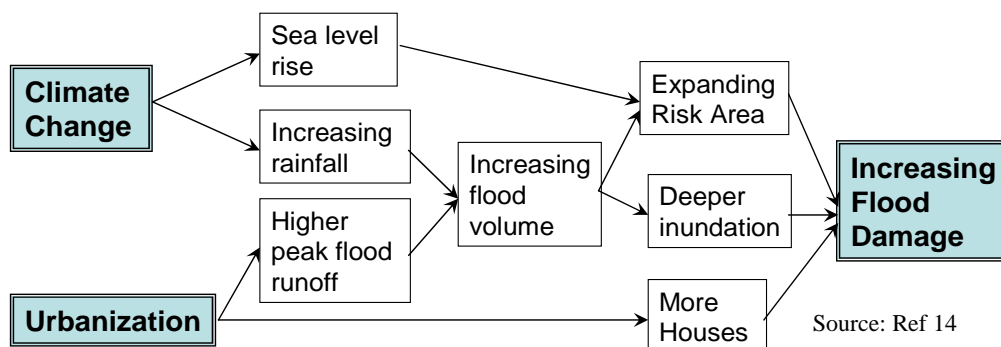 Climate
Change
Sea level
rise
Increasing
rainfall
Higher
peak flood
runoff
Urbanization
Increasing
flood
volume
Expanding
Risk Area
Deeper
inundation
More
Houses
Increasing
Flood
Damage
Source: Ref 14